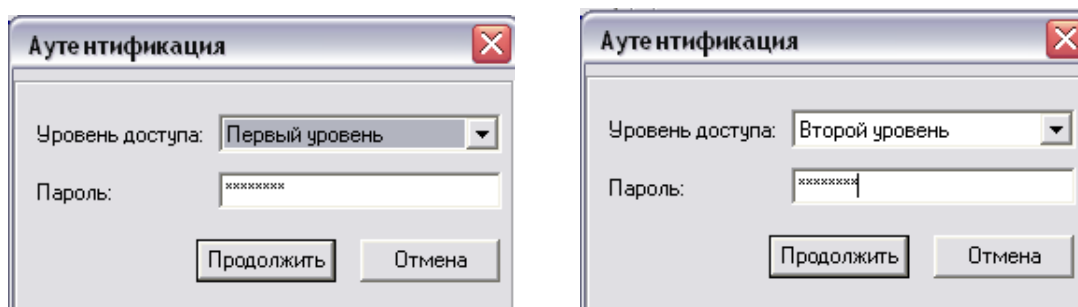 Аутентификация
Уровень доступа: Первый уровень
Пароль: ********
Продолжить Отмена
Аутентификация
Уровень доступа: Второй уровень
Пароль: ********
Продолжить Отмена